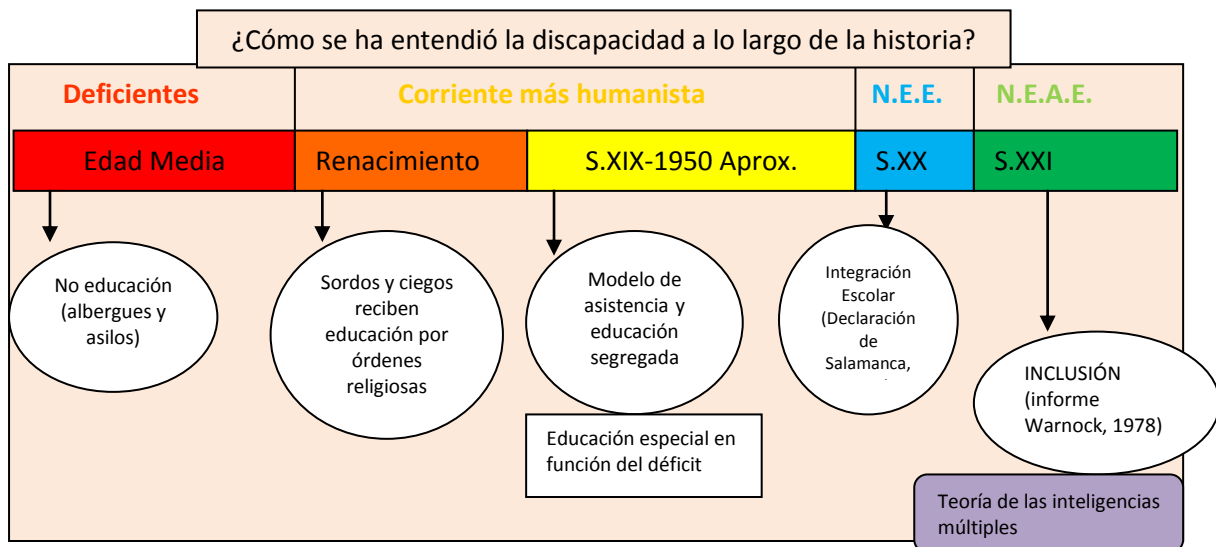 ¿Cómo se ha entendió la discapacidad a lo largo de la historia?
Deficientes
Corriente más humanista
N.E.E.
N.E.A.E.
Edad Media
Renacimiento
S.XIX-1950 Aprox.
S.XX
S.XXI
No educación
(albergues y
asilos)
Sordos y ciegos
reciben
educación por
órdenes
religiosas
Modelo de
asistencia y
educación
segregada
Educación especial en
función del déficit
Integración
Escolar
(Declaración
de
Salamanca,
INCLUSIÓN
(informe
Warnock, 1978)
Teoría de las inteligencias
múltiples